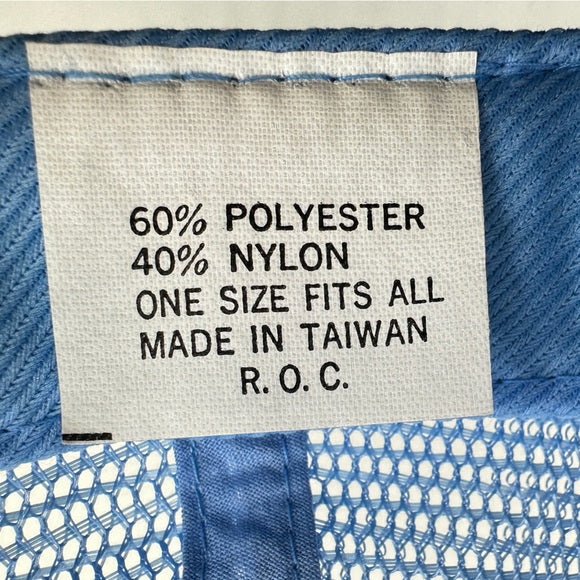 60% POLYESTER
40% NYLON
ONE SIZE FITS ALL
MADE IN TAIWAN
R. O. C.